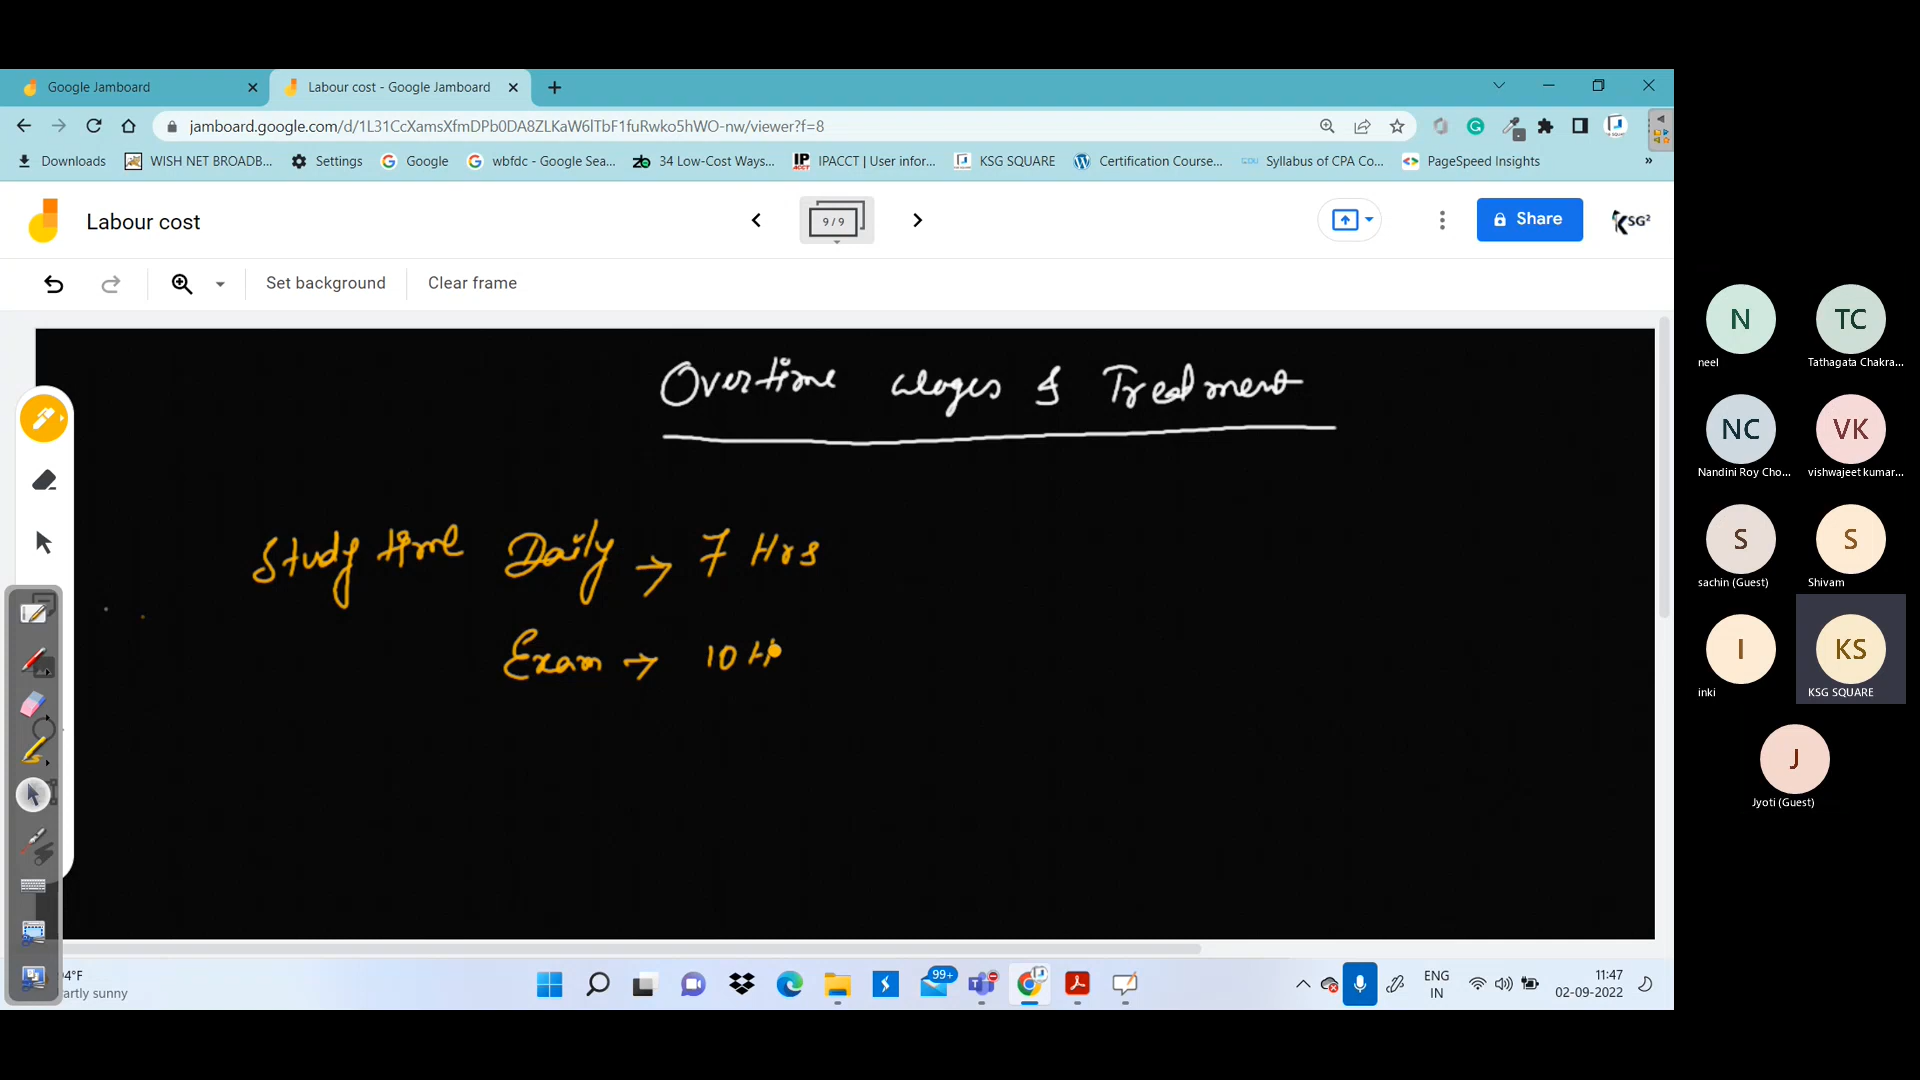 Google Jamboard
Labour cost - Google Jamboard
jamboard.google.com/d/1L31CcXamsXfmDPb0DA8ZLKaW6lTbF1fuRwko5hWO-nw/viewer?f=8
Downloads
WISH NET BROADB...
Settings
Google
wbfdc - Google Sea...
34 Low-Cost Ways...
IPACCT | User infor...
KSG SQUARE
Certification Course...
Syllabus of CPA Co...
PageSpeed Insights
»
Labour cost
9 / 9
Share
KSG²
Set background
Clear frame
Overtime wages & Treatment
Study time Daily → 7 Hrs
Exam → 10 H
N
neel
TC
Tathagata Chakra...
NC
Nandini Roy Cho...
VK
vishwajeet kumar...
S
sachin (Guest)
S
Shivam
I
inki
KS
KSG SQUARE
J
Jyoti (Guest)
94°F
artly sunny
99+
ENG
IN
11:47
02-09-2022